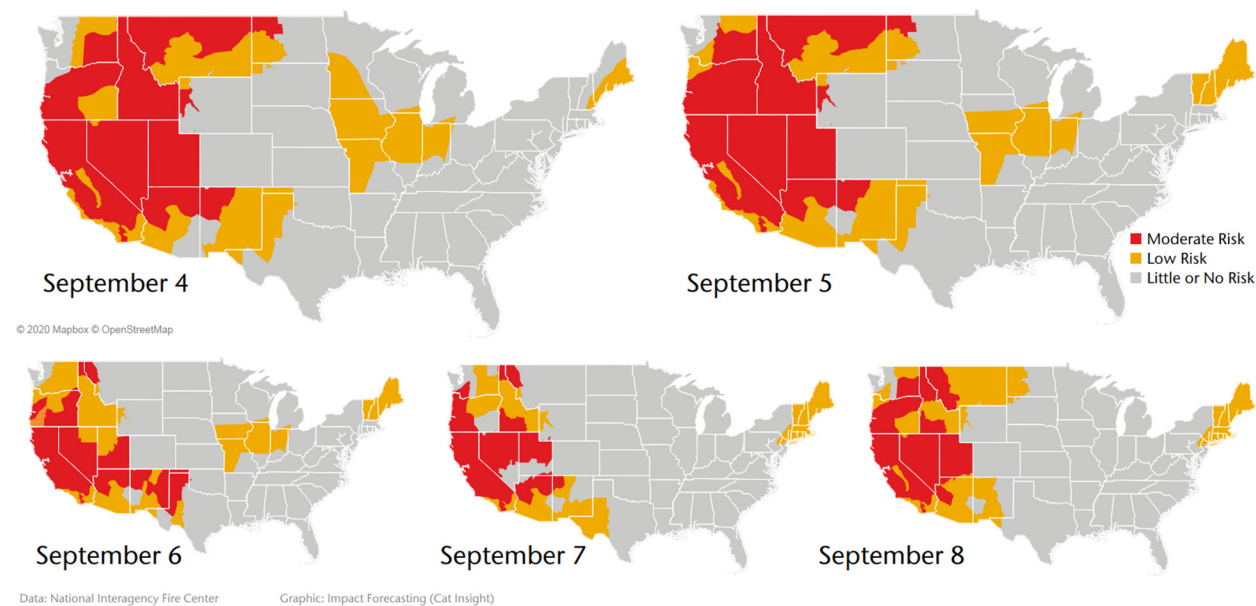 September 4
September 5
Moderate Risk
Low Risk
Little or No Risk
© 2020 Mapbox © OpenStreetMap
September 6
September 7
September 8
Data: National Interagency Fire Center
Graphic: Impact Forecasting (Cat Insight)